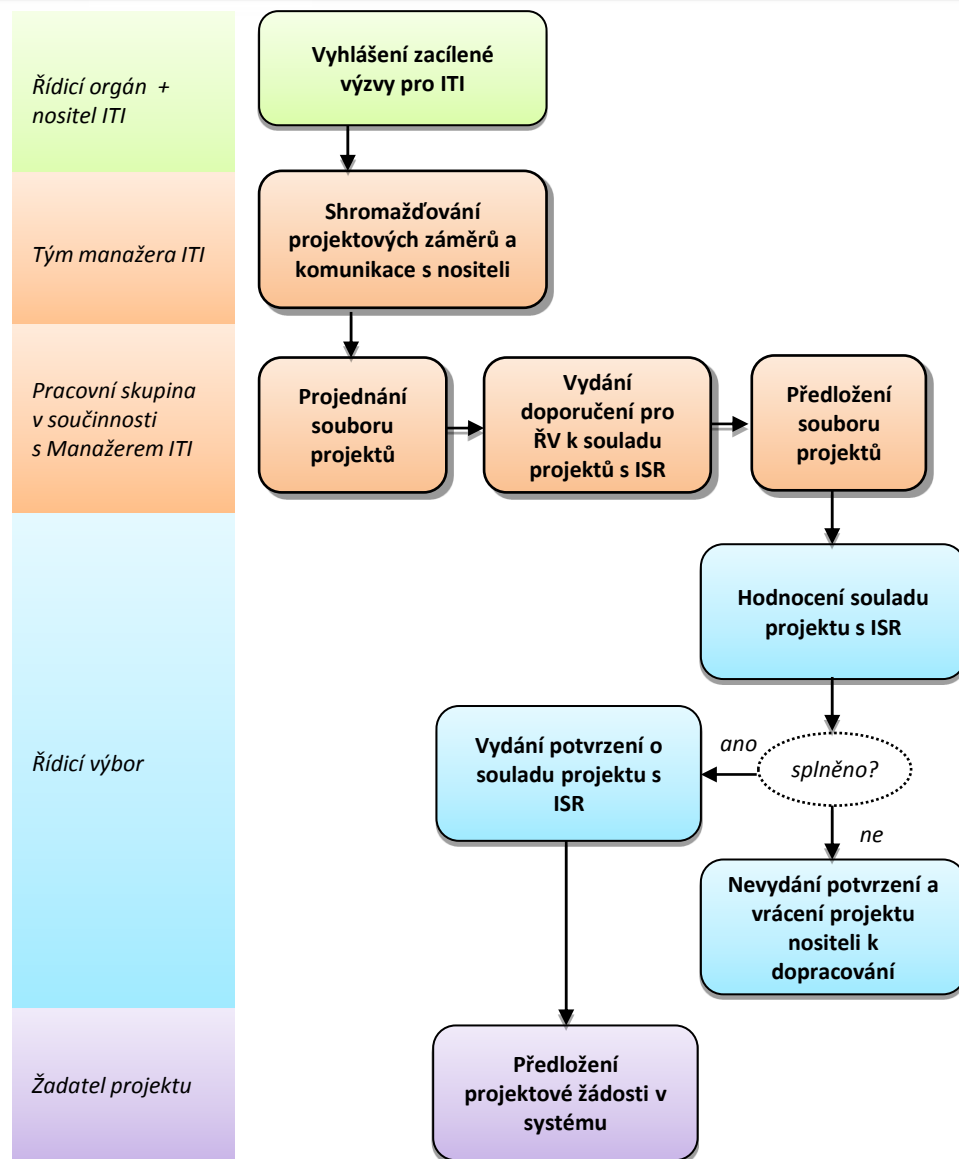 Řídicí orgán +
nositel ITI
Vyhlášení zacílené
výzvy pro ITI
Tým manažera ITI
Shromažďování
projektových záměrů a
komunikace s nositeli
Pracovní skupina
v součinnosti
s Manažerem ITI
Projednání
souboru
projektů
Vydání
doporučení pro
ŘV k souladu
projektů s ISR
Předložení
souboru
projektů
Řídicí výbor
Hodnocení souladu
projektu s ISR
splněno?
ano
Vydání potvrzení o
souladu projektu s
ISR
ne
Nevydání potvrzení a
vrácení projektu
nositeli k
dopracování
Žadatel projektu
Předložení
projektové žádosti v
systému